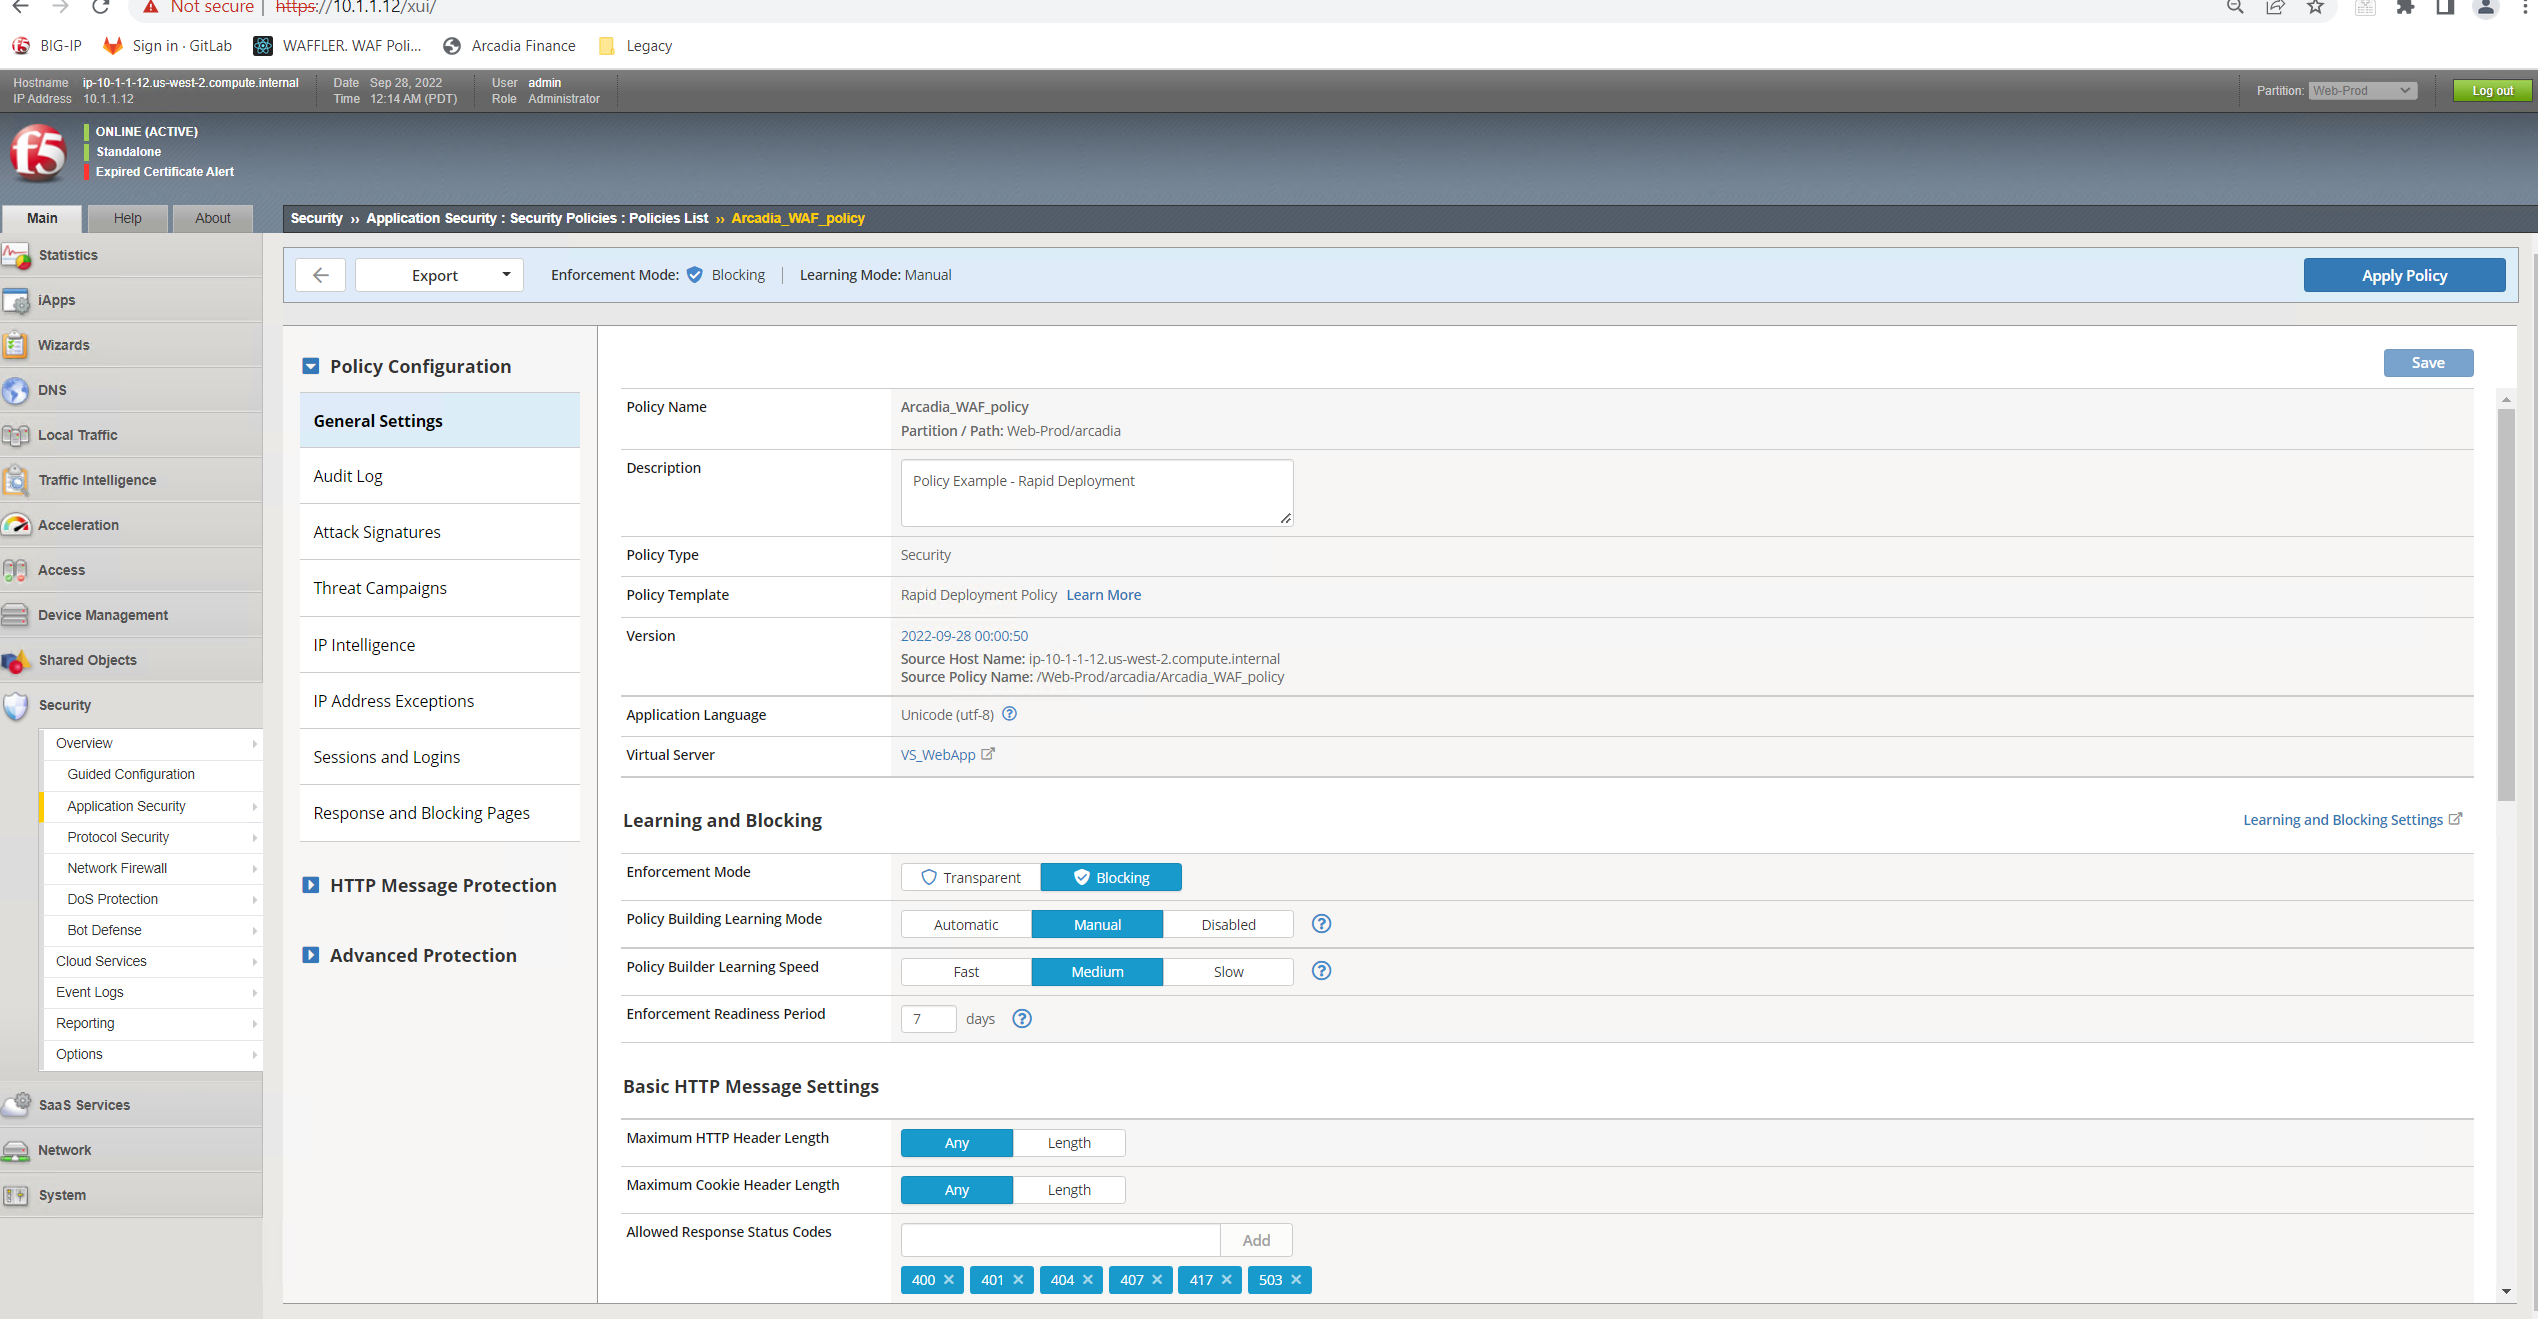 Not secure | https://10.1.1.12/xui/
BIG-IP Sign in · GitLab WAFFLER. WAF Poli... Arcadia Finance Legacy
Hostname ip-10-1-1-12.us-west-2.compute.internal Date Sep 28, 2022 User admin
IP Address 10.1.1.12 Time 12:14 AM (PDT) Role Administrator
Partition: Web-Prod Log out
f5
ONLINE (ACTIVE)
Standalone
Expired Certificate Alert
Main Help About
Security ›› Application Security : Security Policies : Policies List ›› Arcadia_WAF_policy
Statistics
iApps
Wizards
DNS
Local Traffic
Traffic Intelligence
Acceleration
Access
Device Management
Shared Objects
Security
Overview
Guided Configuration
Application Security
Protocol Security
Network Firewall
DoS Protection
Bot Defense
Cloud Services
Event Logs
Reporting
Options
SaaS Services
Network
System
Export Enforcement Mode: Blocking | Learning Mode: Manual Apply Policy
Policy Configuration
General Settings
Audit Log
Attack Signatures
Threat Campaigns
IP Intelligence
IP Address Exceptions
Sessions and Logins
Response and Blocking Pages
HTTP Message Protection
Advanced Protection
Save
Policy Name Arcadia_WAF_policy
Partition / Path: Web-Prod/arcadia
Description Policy Example - Rapid Deployment
Policy Type Security
Policy Template Rapid Deployment Policy Learn More
Version 2022-09-28 00:00:50
Source Host Name: ip-10-1-1-12.us-west-2.compute.internal
Source Policy Name: /Web-Prod/arcadia/Arcadia_WAF_policy
Application Language Unicode (utf-8) ?
Virtual Server VS_WebApp
Learning and Blocking Learning and Blocking Settings
Enforcement Mode Transparent Blocking
Policy Building Learning Mode Automatic Manual Disabled ?
Policy Builder Learning Speed Fast Medium Slow ?
Enforcement Readiness Period 7 days ?
Basic HTTP Message Settings
Maximum HTTP Header Length Any Length
Maximum Cookie Header Length Any Length
Allowed Response Status Codes Add
400 × 401 × 404 × 407 × 417 × 503 ×